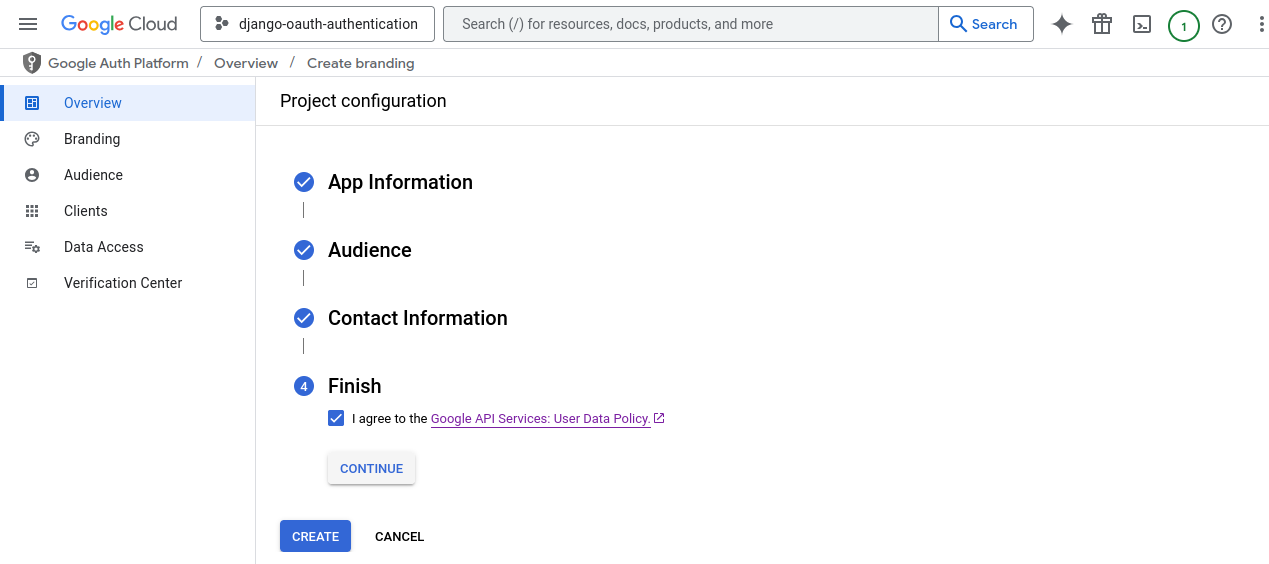 Google Cloud django-oauth-authentication Search (/) for resources, docs, products, and more Search 1
Google Auth Platform / Overview / Create branding
Overview
Branding
Audience
Clients
Data Access
Verification Center
Project configuration
App Information
Audience
Contact Information
4 Finish
I agree to the Google API Services: User Data Policy.
CONTINUE
CREATE CANCEL